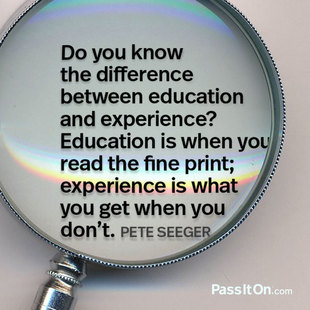 Do you know
the difference
between education
and experience?
Education is when you
read the fine print;
experience is what
you get when you
don't. PETE SEEGER
PassItOn.com